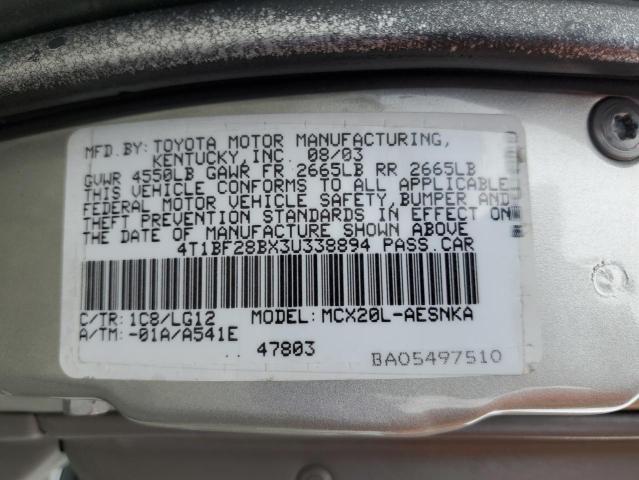 MFD.BY:TOYOTA MOTOR MANUFACTURING,
KENTUCKY,INC. 08/03
GVWR 4550LB GAWR FR 2665LB RR 2665LB
THIS VEHICLE CONFORMS TO ALL APPLICABLE
FEDERAL MOTOR VEHICLE SAFETY,BUMPER AND
THEFT PREVENTION STANDARDS IN EFFECT ON
THE DATE OF MANUFACTURE SHOWN ABOVE
4T1BF28BX3U338894 PASS.CAR
C/TR:1C8/LG12 MODEL:MCX20L-AESNKA
A/TM:-01A/A541E
47803 BA05497510